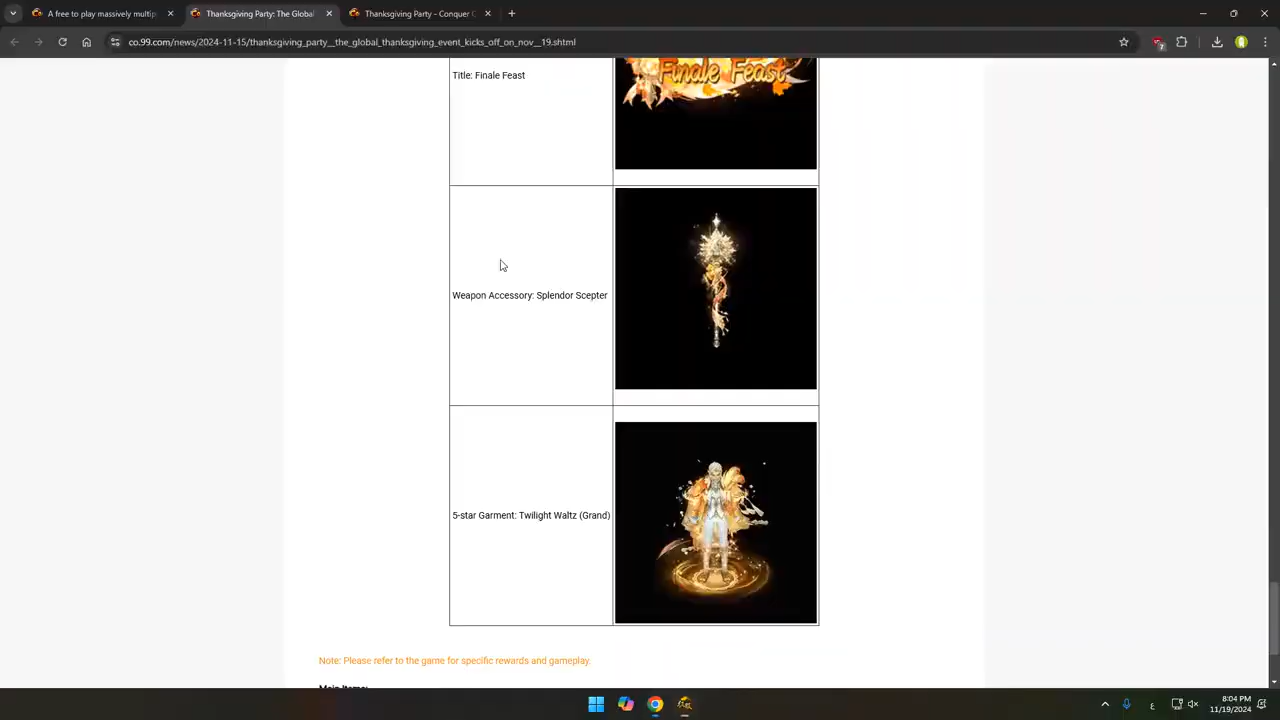 A free to play massively multip
Thanksgiving Party: The Global
Thanksgiving Party - Conquer O
co.99.com/news/2024-11-15/thanksgiving_party__the_global_thanksgiving_event_kicks_off_on_nov__19.shtml
Finale Feast
Title: Finale Feast
Weapon Accessory: Splendor Scepter
5-star Garment: Twilight Waltz (Grand)
Note: Please refer to the game for specific rewards and gameplay.
Main Items:
8:04 PM
11/19/2024